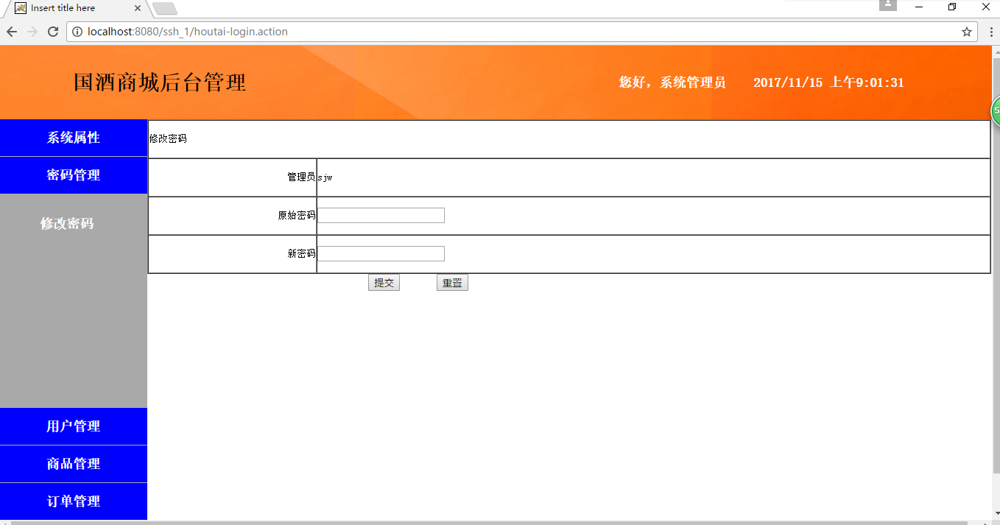 Insert title here
localhost:8080/ssh_1/houtai-login.action
国酒商城后台管理
您好，系统管理员 2017/11/15 上午9:01:31
系统属性
密码管理
修改密码
用户管理
商品管理
订单管理
修改密码
管理员 sjw
原始密码
新密码
提交 重置
5